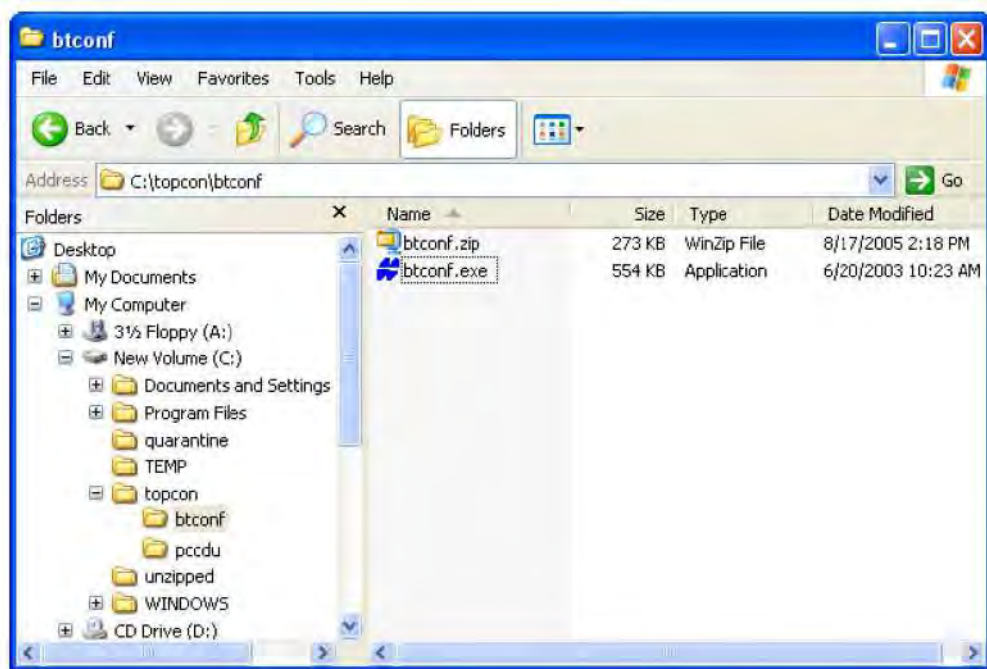 btconf
File Edit View Favorites Tools Help
Back Search Folders
Address C:\topcon\btconf Go
Folders Name Size Type Date Modified
Desktop btconf.zip 273 KB WinZip File 8/17/2005 2:18 PM
My Documents btconf.exe 554 KB Application 6/20/2003 10:23 AM
My Computer
3½ Floppy (A:)
New Volume (C:)
Documents and Settings
Program Files
quarantine
TEMP
topcon
btconf
pccdu
unzipped
WINDOWS
CD Drive (D:)